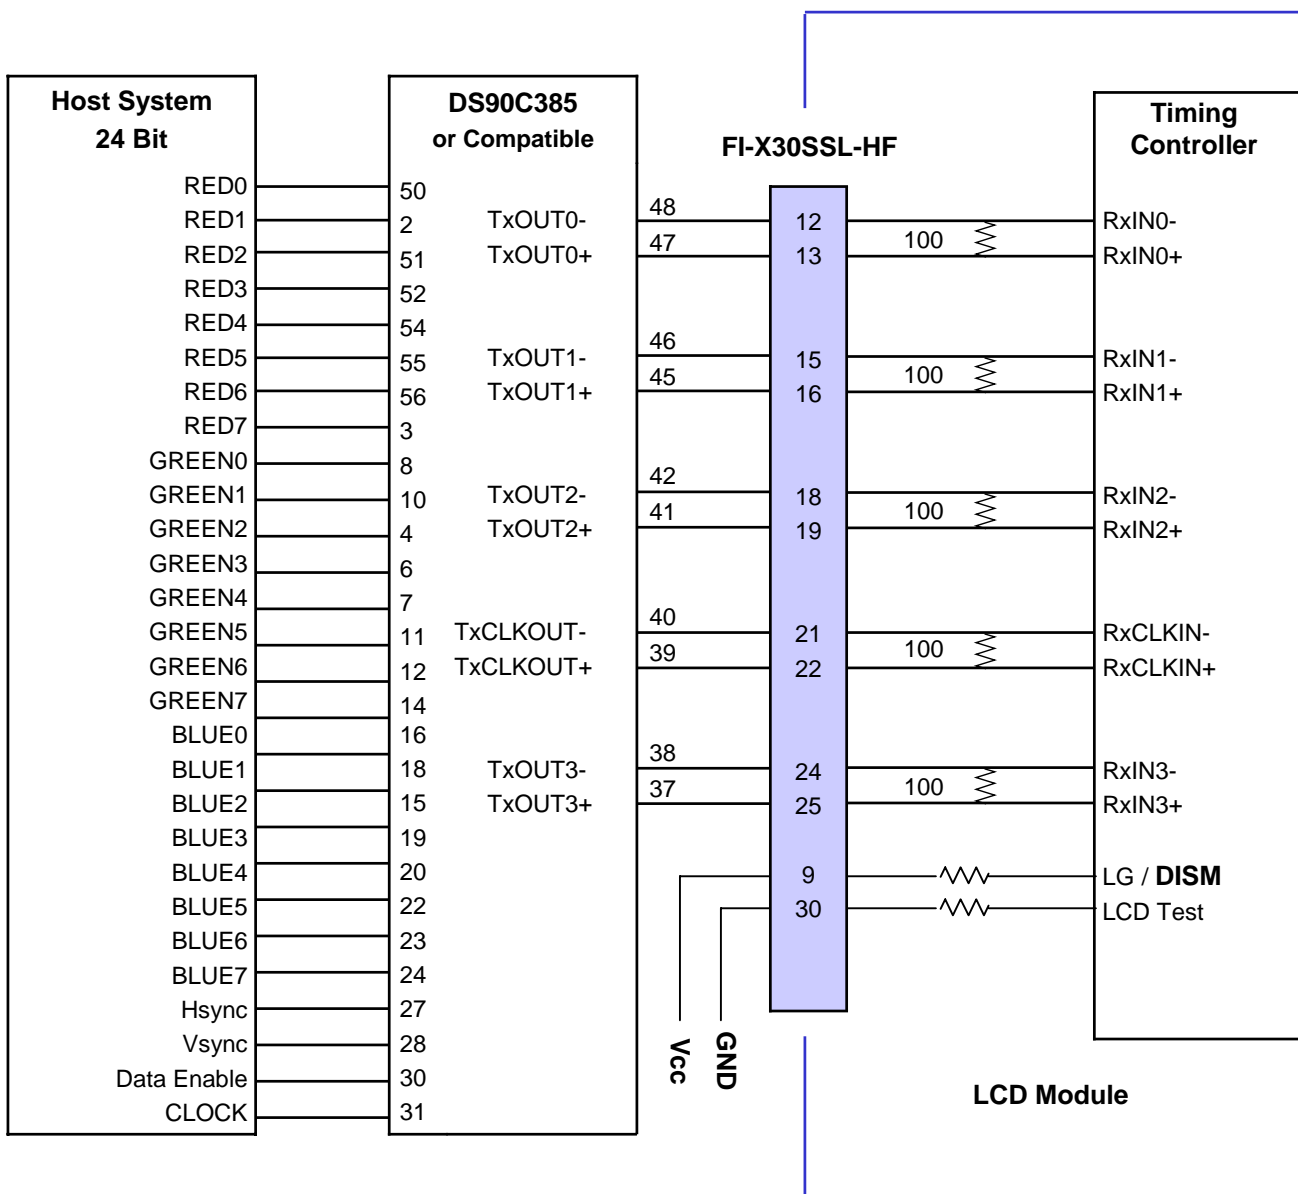 Host System
24 Bit
RED0
RED1
RED2
RED3
RED4
RED5
RED6
RED7
GREEN0
GREEN1
GREEN2
GREEN3
GREEN4
GREEN5
GREEN6
GREEN7
BLUE0
BLUE1
BLUE2
BLUE3
BLUE4
BLUE5
BLUE6
BLUE7
Hsync
Vsync
Data Enable
CLOCK
DS90C385
or Compatible
50
2
51
52
54
55
56
3
8
10
4
6
7
11
12
14
16
18
15
19
20
22
23
24
27
28
30
31
TxOUT0-
TxOUT0+
TxOUT1-
TxOUT1+
TxOUT2-
TxOUT2+
TxCLKOUT-
TxCLKOUT+
TxOUT3-
TxOUT3+
48
47
46
45
42
41
40
39
38
37
Vcc
GND
FI-X30SSL-HF
12
13
15
16
18
19
21
22
24
25
9
30
100
100
100
100
100
Timing
Controller
RxIN0-
RxIN0+
RxIN1-
RxIN1+
RxIN2-
RxIN2+
RxCLKIN-
RxCLKIN+
RxIN3-
RxIN3+
LG / DISM
LCD Test
LCD Module